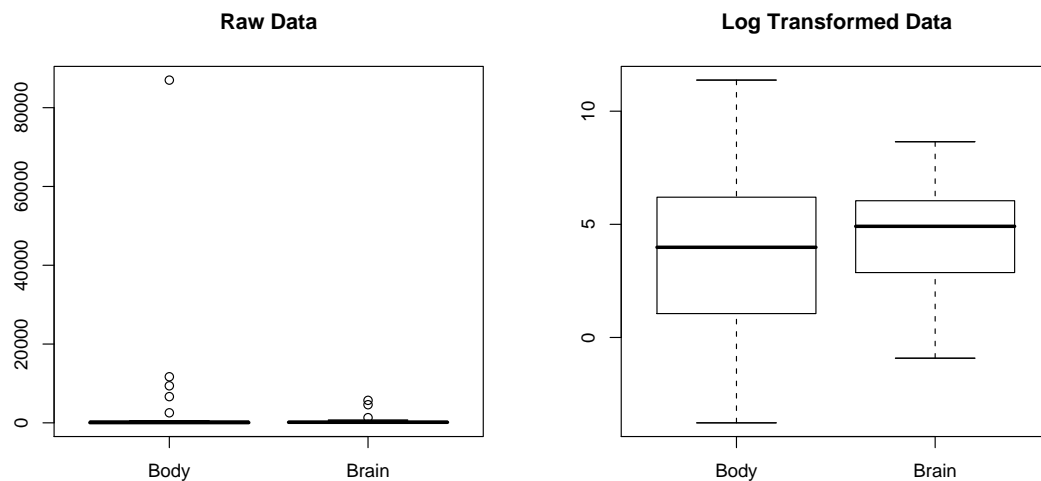 Raw Data
80000
60000
40000
20000
0
Body
Brain
Log Transformed Data
10
5
0
Body
Brain